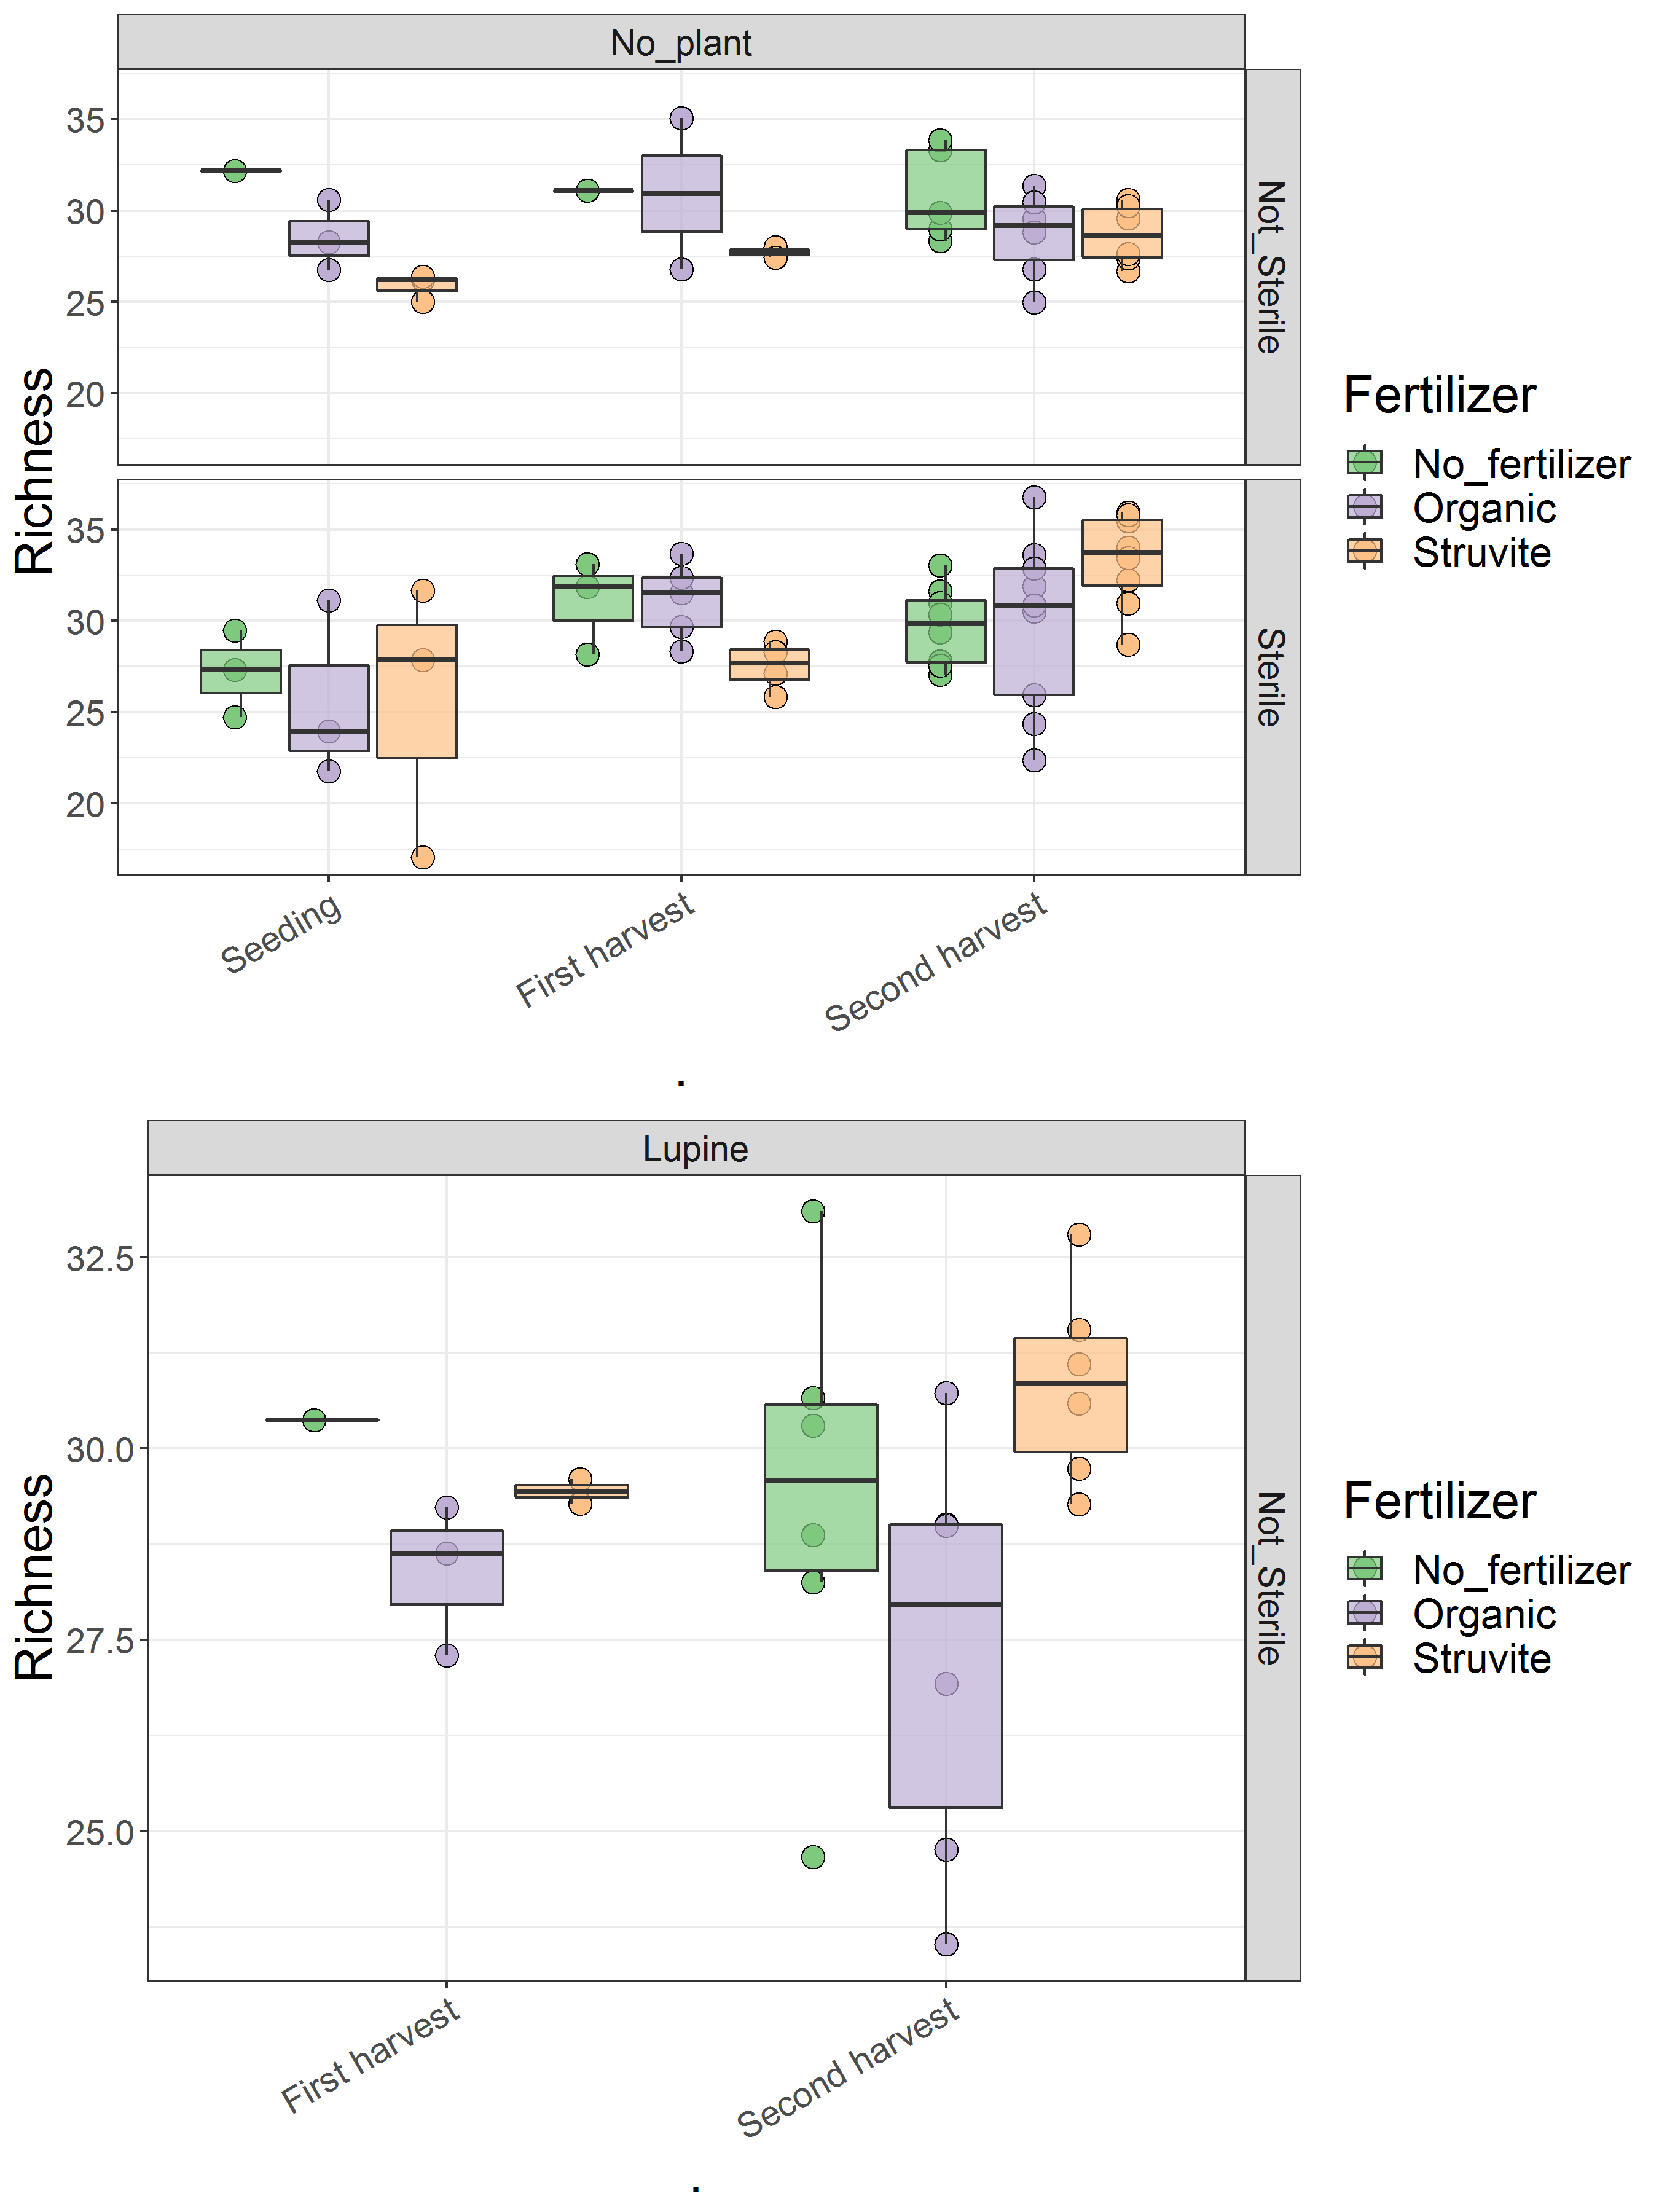 No_plant
Richness
35
30
25
20
Not_Sterile
35
30
25
20
Sterile
Seeding
First harvest
Second harvest
.
Fertilizer
No_fertilizer
Organic
Struvite
Lupine
Richness
32.5
30.0
27.5
25.0
Not_Sterile
First harvest
Second harvest
.
Fertilizer
No_fertilizer
Organic
Struvite